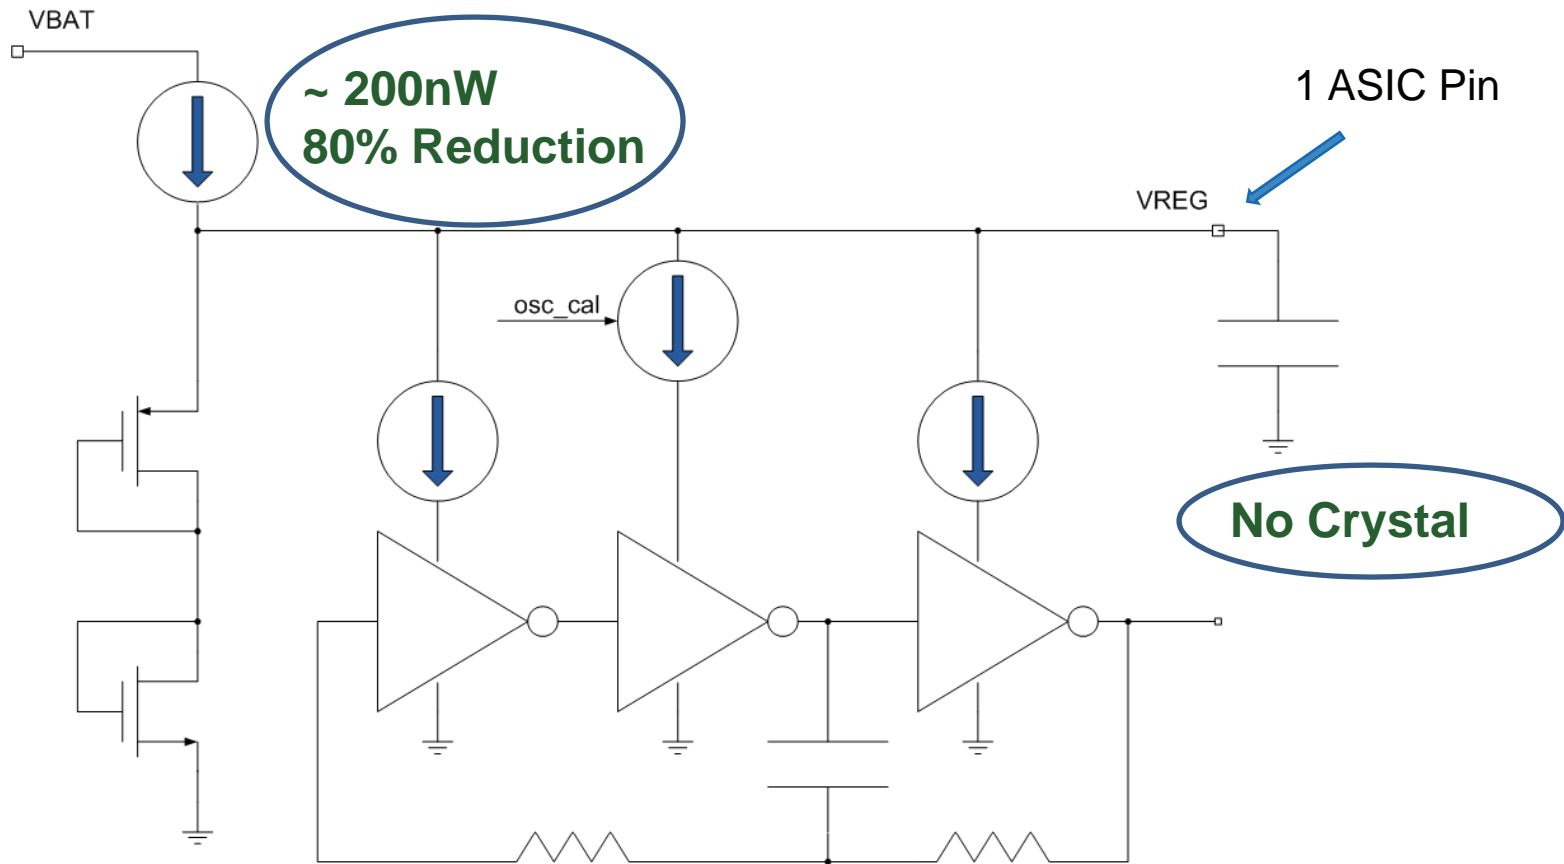 VBAT
~ 200nW
80% Reduction
1 ASIC Pin
VREG
osc_cal
No Crystal